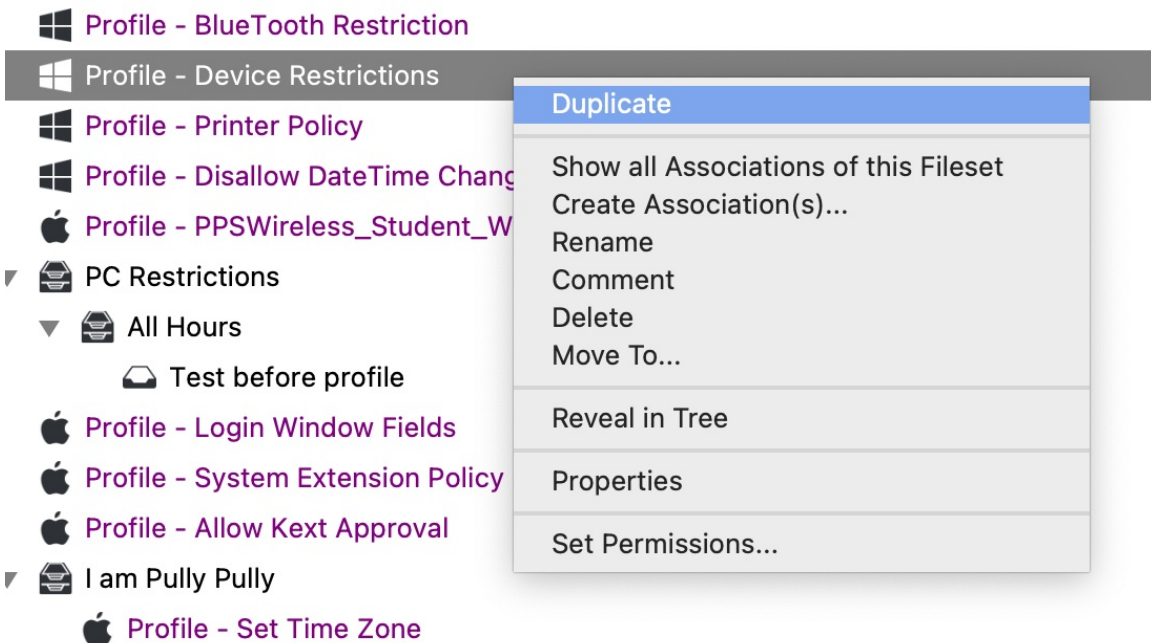 Profile - BlueTooth Restriction
Profile - Device Restrictions
Profile - Printer Policy
Profile - Disallow DateTime Chang
Profile - PPSWireless_Student_W
PC Restrictions
All Hours
Test before profile
Profile - Login Window Fields
Profile - System Extension Policy
Profile - Allow Kext Approval
I am Pully Pully
Profile - Set Time Zone
Duplicate
Show all Associations of this Fileset
Create Association(s)...
Rename
Comment
Delete
Move To...
Reveal in Tree
Properties
Set Permissions...